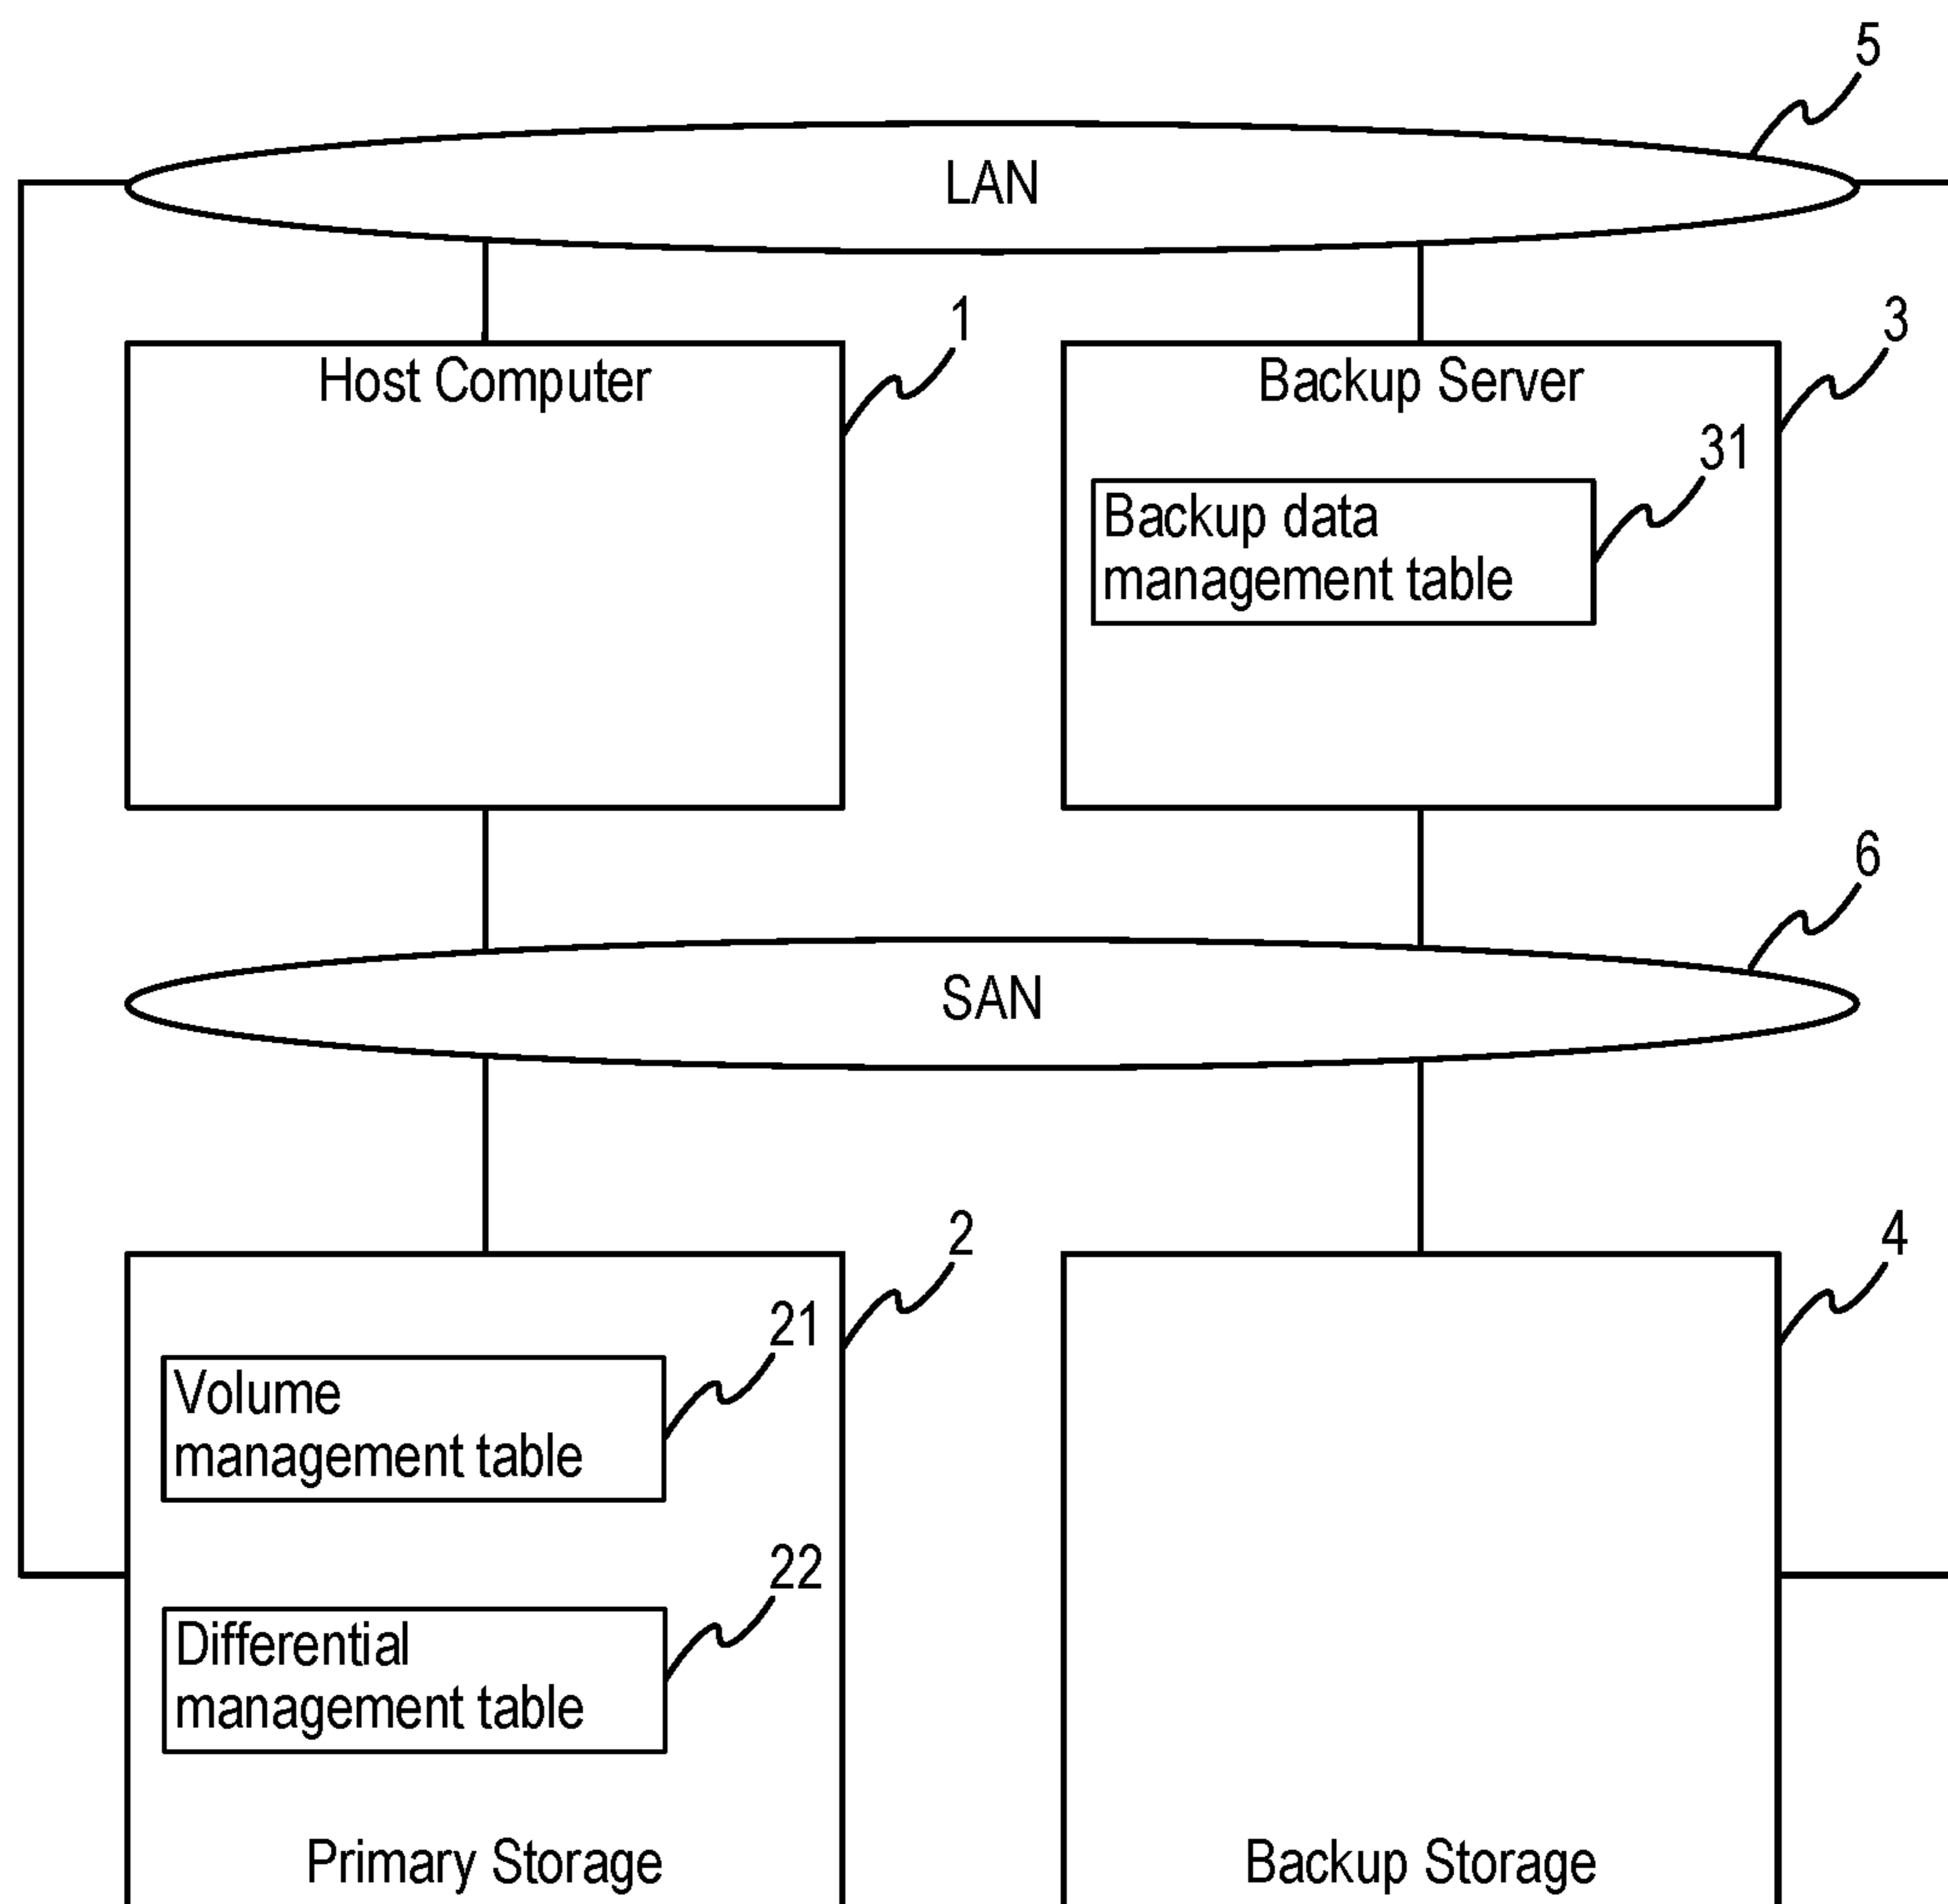 5
LAN
1
3
Host Computer
Backup Server
31
Backup data
management table
6
SAN
2
4
21
Volume
management table
22
Differential
management table
Primary Storage
Backup Storage